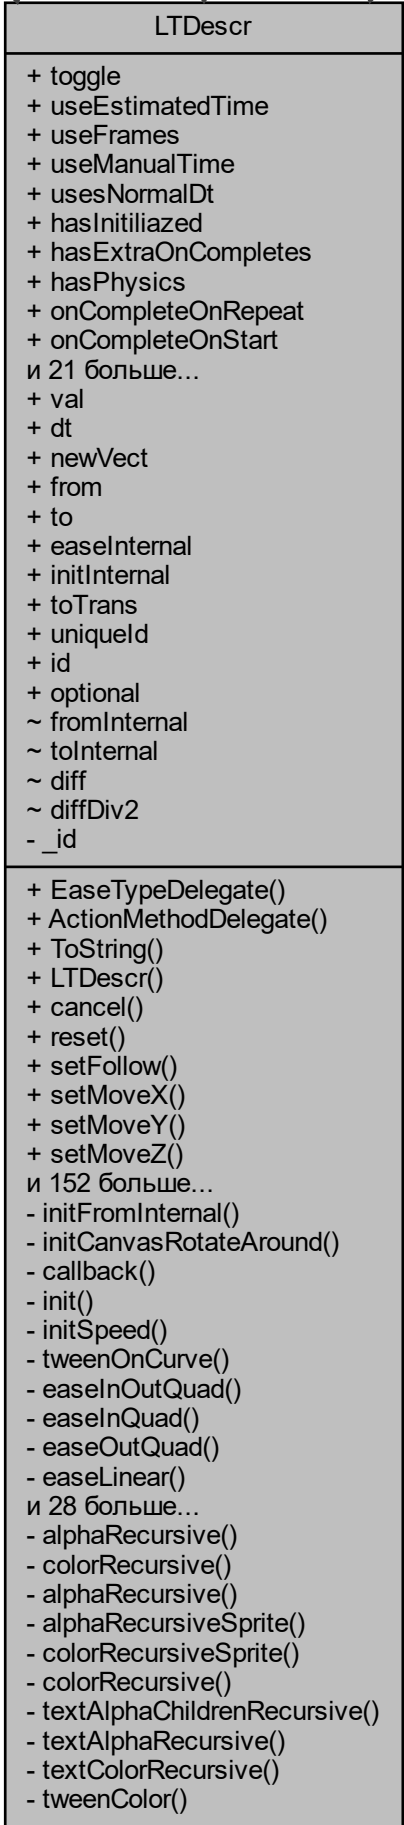 LTDescr
+ toggle
+ useEstimatedTime
+ useFrames
+ useManualTime
+ usesNormalDt
+ hasInitiliazed
+ hasExtraOnCompletes
+ hasPhysics
+ onCompleteOnRepeat
+ onCompleteOnStart
и 21 больше...
+ val
+ dt
+ newVect
+ from
+ to
+ easeInternal
+ initInternal
+ toTrans
+ uniqueId
+ id
+ optional
~ fromInternal
~ toInternal
~ diff
~ diffDiv2
- _id
+ EaseTypeDelegate()
+ ActionMethodDelegate()
+ ToString()
+ LTDescr()
+ cancel()
+ reset()
+ setFollow()
+ setMoveX()
+ setMoveY()
+ setMoveZ()
и 152 больше...
- initFromInternal()
- initCanvasRotateAround()
- callback()
- init()
- initSpeed()
- tweenOnCurve()
- easeInOutQuad()
- easeInQuad()
- easeOutQuad()
- easeLinear()
и 28 больше...
- alphaRecursive()
- colorRecursive()
- alphaRecursive()
- alphaRecursiveSprite()
- colorRecursiveSprite()
- colorRecursive()
- textAlphaChildrenRecursive()
- textAlphaRecursive()
- textColorRecursive()
- tweenColor()